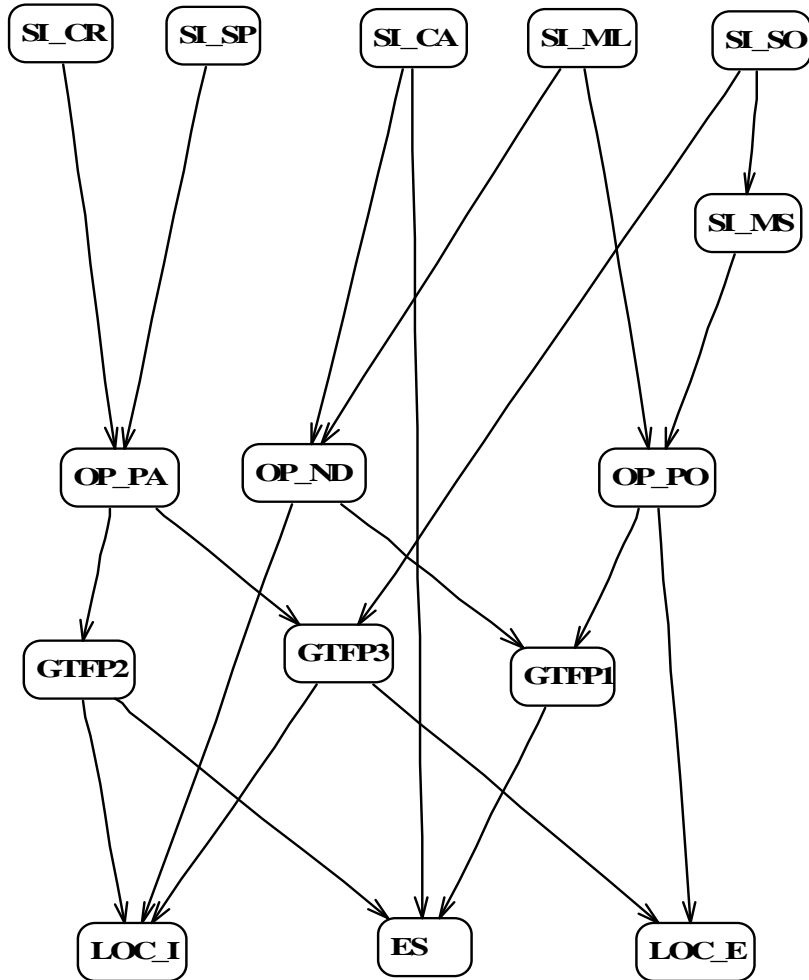 SI_CR
SI_SP
SI_CA
SI_ML
SI_SO
SI_MS
OP_PA
OP_ND
OP_PO
GTFP2
GTFP3
GTFP1
LOC_I
ES
LOC_E